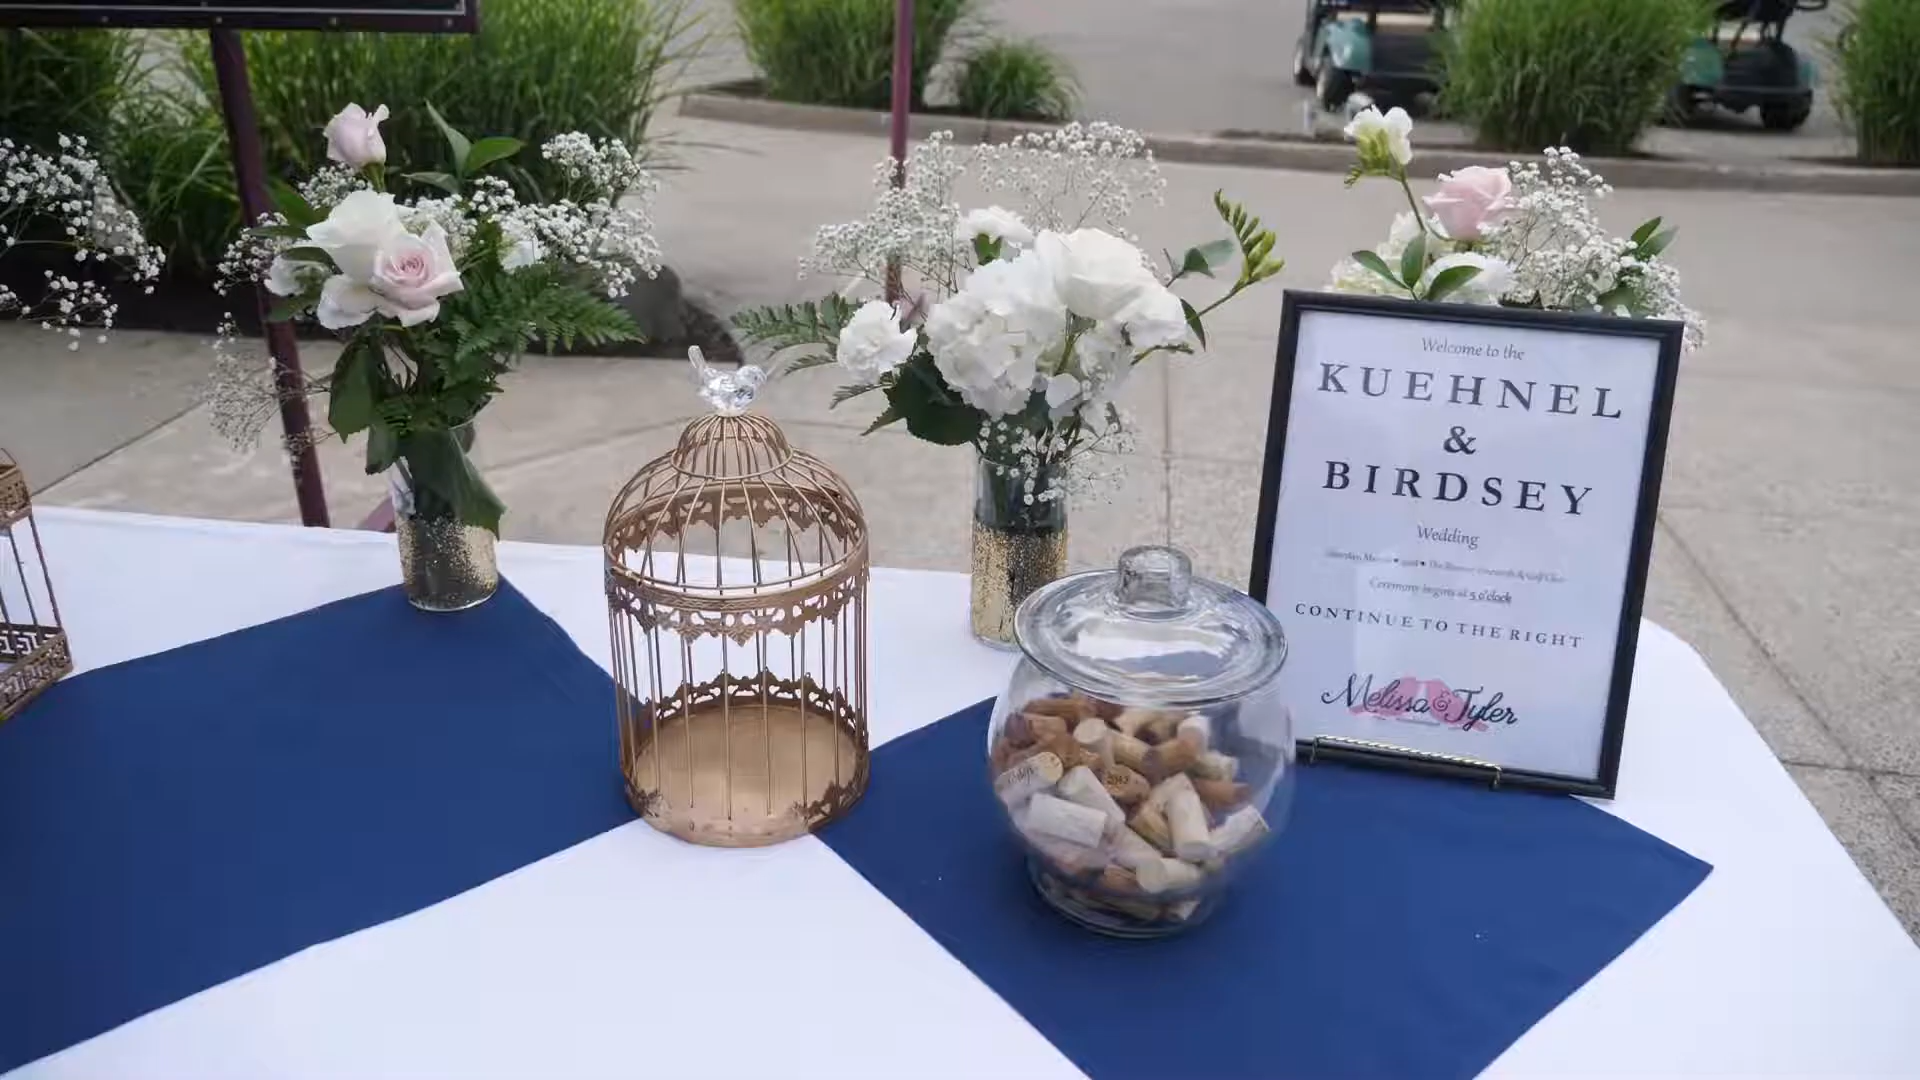 Welcome to the
KUEHNEL
&
BIRDSEY
Wedding
Ceremony begins at 5 o'clock
CONTINUE TO THE RIGHT
Melissa & Tyler